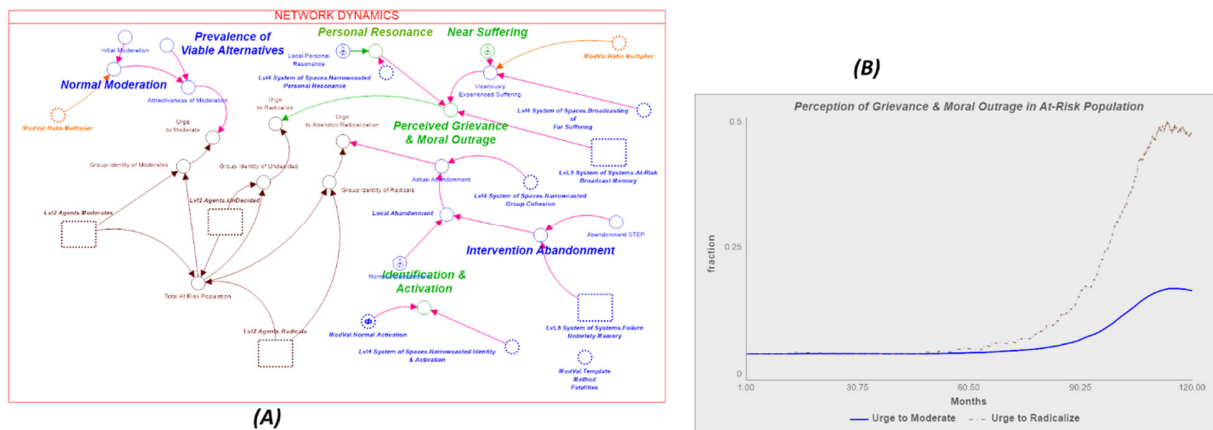 NETWORK DYNAMICS
Initial Moderation
Prevalence of
Viable Alternatives
Personal Resonance
Near Suffering
Local Personal
Resonance
ModVal.Ratio Multiplier
Normal Moderation
Lvl4 System of Spaces.Narrowcasted
Personal Resonance
Vicariously
Experienced Suffering
Attractiveness of Moderation
Urge
to Radicalize
Lvl4 System of Spaces.Broadcasting
of
Far Suffering
ModVal.Ratio Multiplier
Urge
to Moderate
Urge
to Abandon Radicalization
Perceived Grievance
& Moral Outrage
Group Identity of Moderates
Group Identity of Undecided
Actual Abandonment
LvL5 System of Systems.At-Risk
Broadcast Memory
Group Identity of Radicals
Lvl4 System of Spaces.Narrowcasted
Group Cohesion
Lvl2 Agents.Moderates
Lvl2 Agents.UnDecided
Local Abandonment
Abandonment STEP
Intervention Abandonment
Identification &
Activation
Total At Risk Population
ModVal.Normal Activation
LvL5 System of Systems.Failure
Notoriety Memory
Lvl2 Agents.Radicals
Lvl4 System of Spaces.Narrowcasted Identity
& Activation
ModVal.Template
Method
Fatalities
(A)
(B)
Perception of Grievance & Moral Outrage in At-Risk Population
0.5
0.25
0
fraction
1.00 30.75 60.50 90.25 120.00
Months
Urge to Moderate Urge to Radicalize